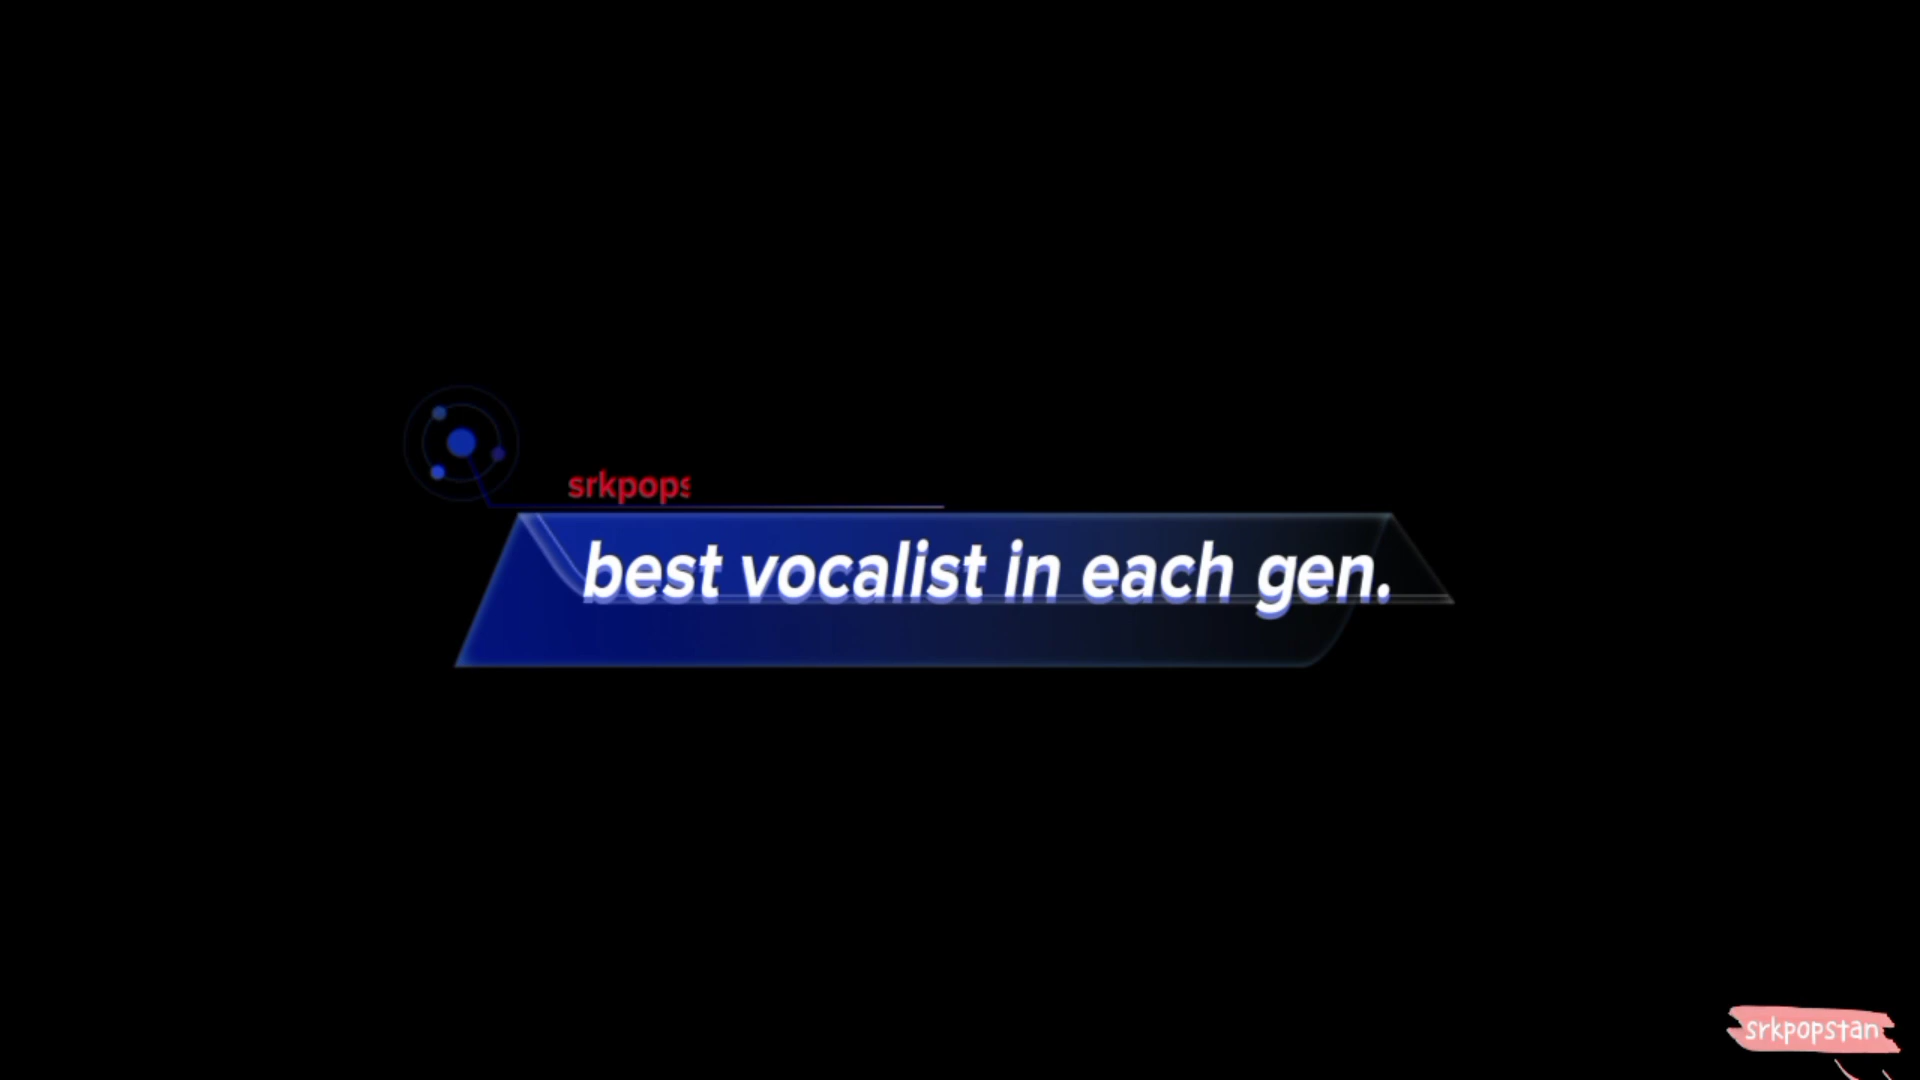 srkpops
best vocalist in each gen.
srkpopstan